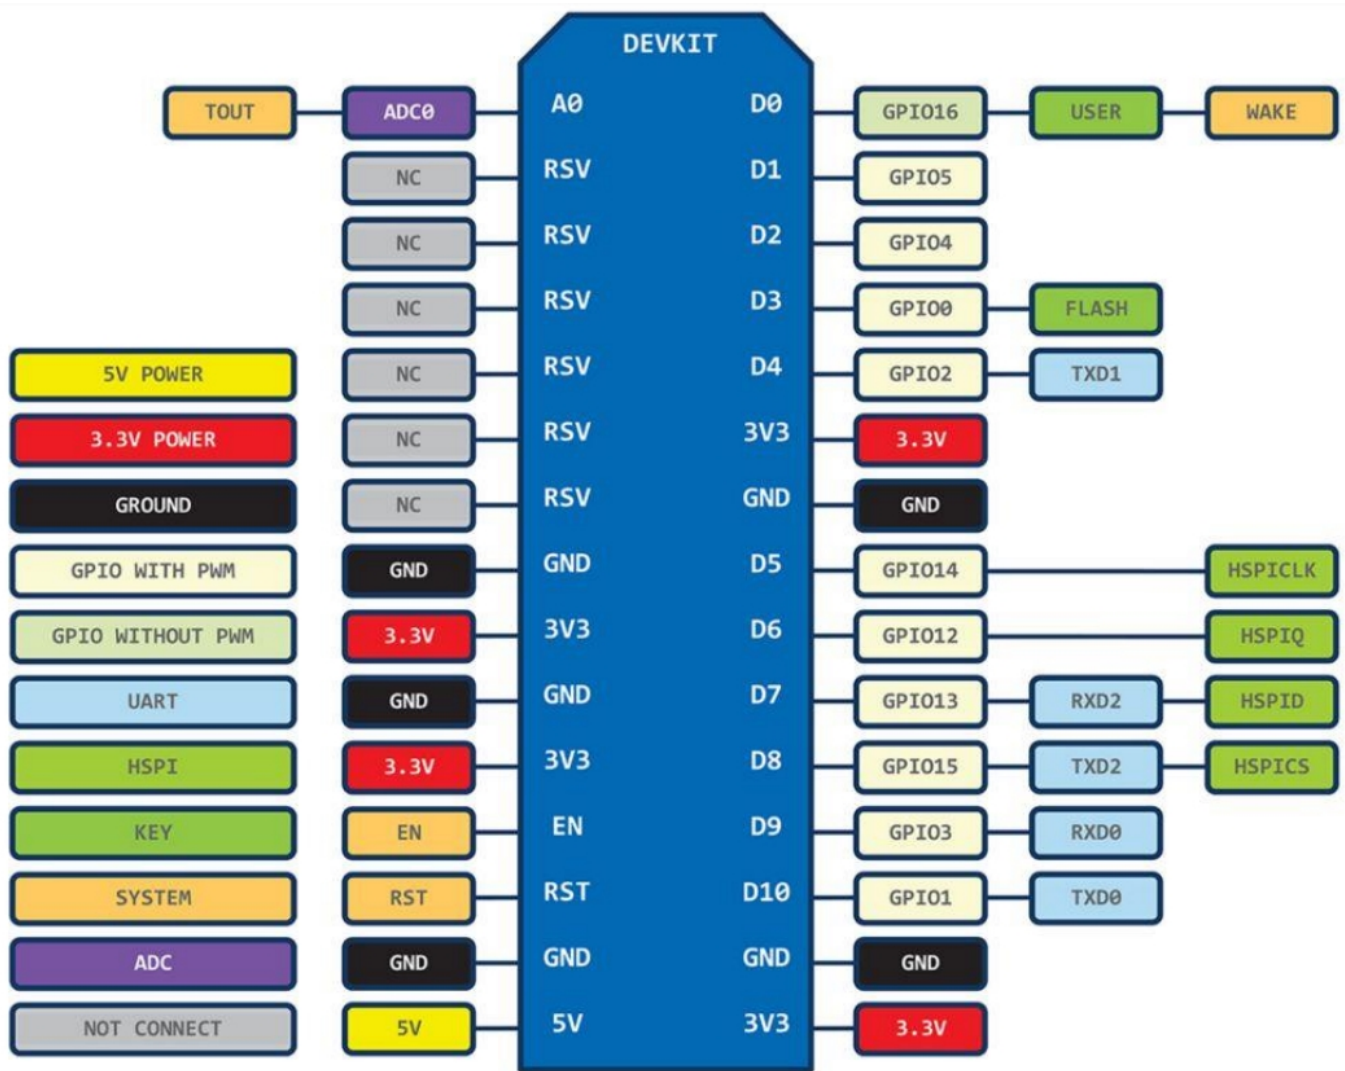 DEVKIT
TOUT ADC0 A0 D0 GPIO16 USER WAKE
NC RSV D1 GPIO5
NC RSV D2 GPIO4
NC RSV D3 GPIO0 FLASH
5V POWER NC RSV D4 GPIO2 TXD1
3.3V POWER NC RSV 3V3 3.3V
GROUND NC RSV GND GND
GPIO WITH PWM GND GND D5 GPIO14 HSPICLK
GPIO WITHOUT PWM 3.3V 3V3 D6 GPIO12 HSPIQ
UART GND GND D7 GPIO13 RXD2 HSPID
HSPI 3.3V 3V3 D8 GPIO15 TXD2 HSPICS
KEY EN EN D9 GPIO3 RXD0
SYSTEM RST RST D10 GPIO1 TXD0
ADC GND GND GND GND
NOT CONNECT 5V 5V 3V3 3.3V